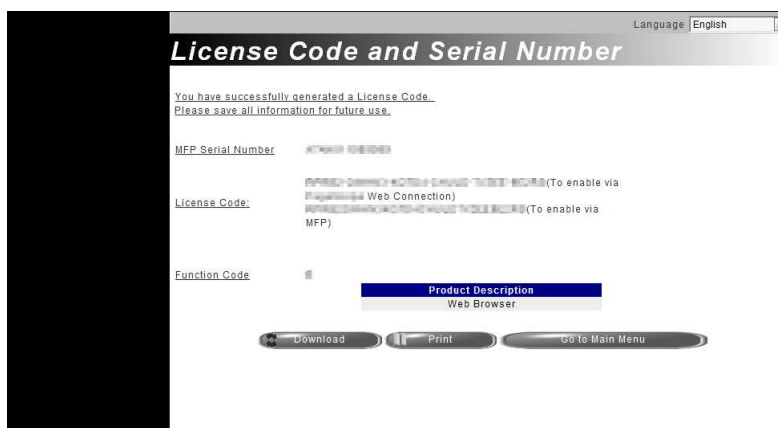 Language English
License Code and Serial Number
You have successfully generated a License Code.
Please save all information for future use.
MFP Serial Number
(To enable via
License Code:
Web Connection)
(To enable via
MFP)
Function Code
Product Description
Web Browser
Download Print Go to Main Menu